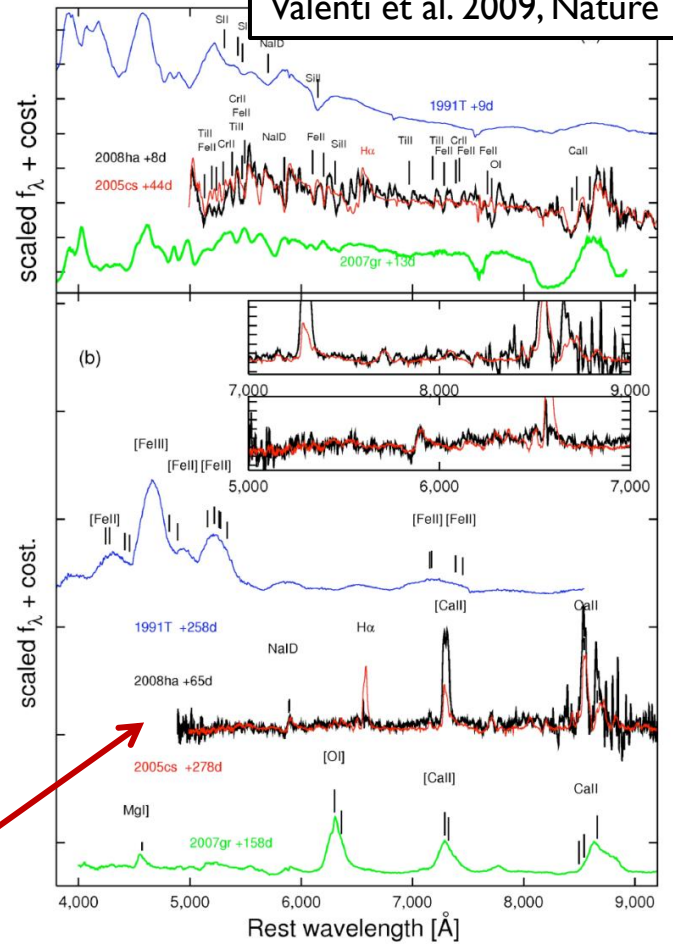 Valenti et al. 2009, Nature
SII
NaID
SiII
1991T +9d
CrII
FeII
TiII
TiII
FeII
CrII
NaID
FeII
SiII
Hα
TiII
TiII
FeII
CrII
FeII
FeII
OI
CaII
2008ha +8d
2005cs +44d
2007gr +13d
scaled fλ + cost.
(b)
7,000 8,000 9,000
5,000 6,000 7,000
[FeIII]
[FeII] [FeII]
[FeII]
[FeII] [FeII]
[CaII]
CaII
1991T +258d
Hα
NaID
2008ha +65d
2005cs +278d
[OI]
[CaII]
CaII
MgI]
2007gr +158d
scaled fλ + cost.
4,000 5,000 6,000 7,000 8,000 9,000
Rest wavelength [Å]